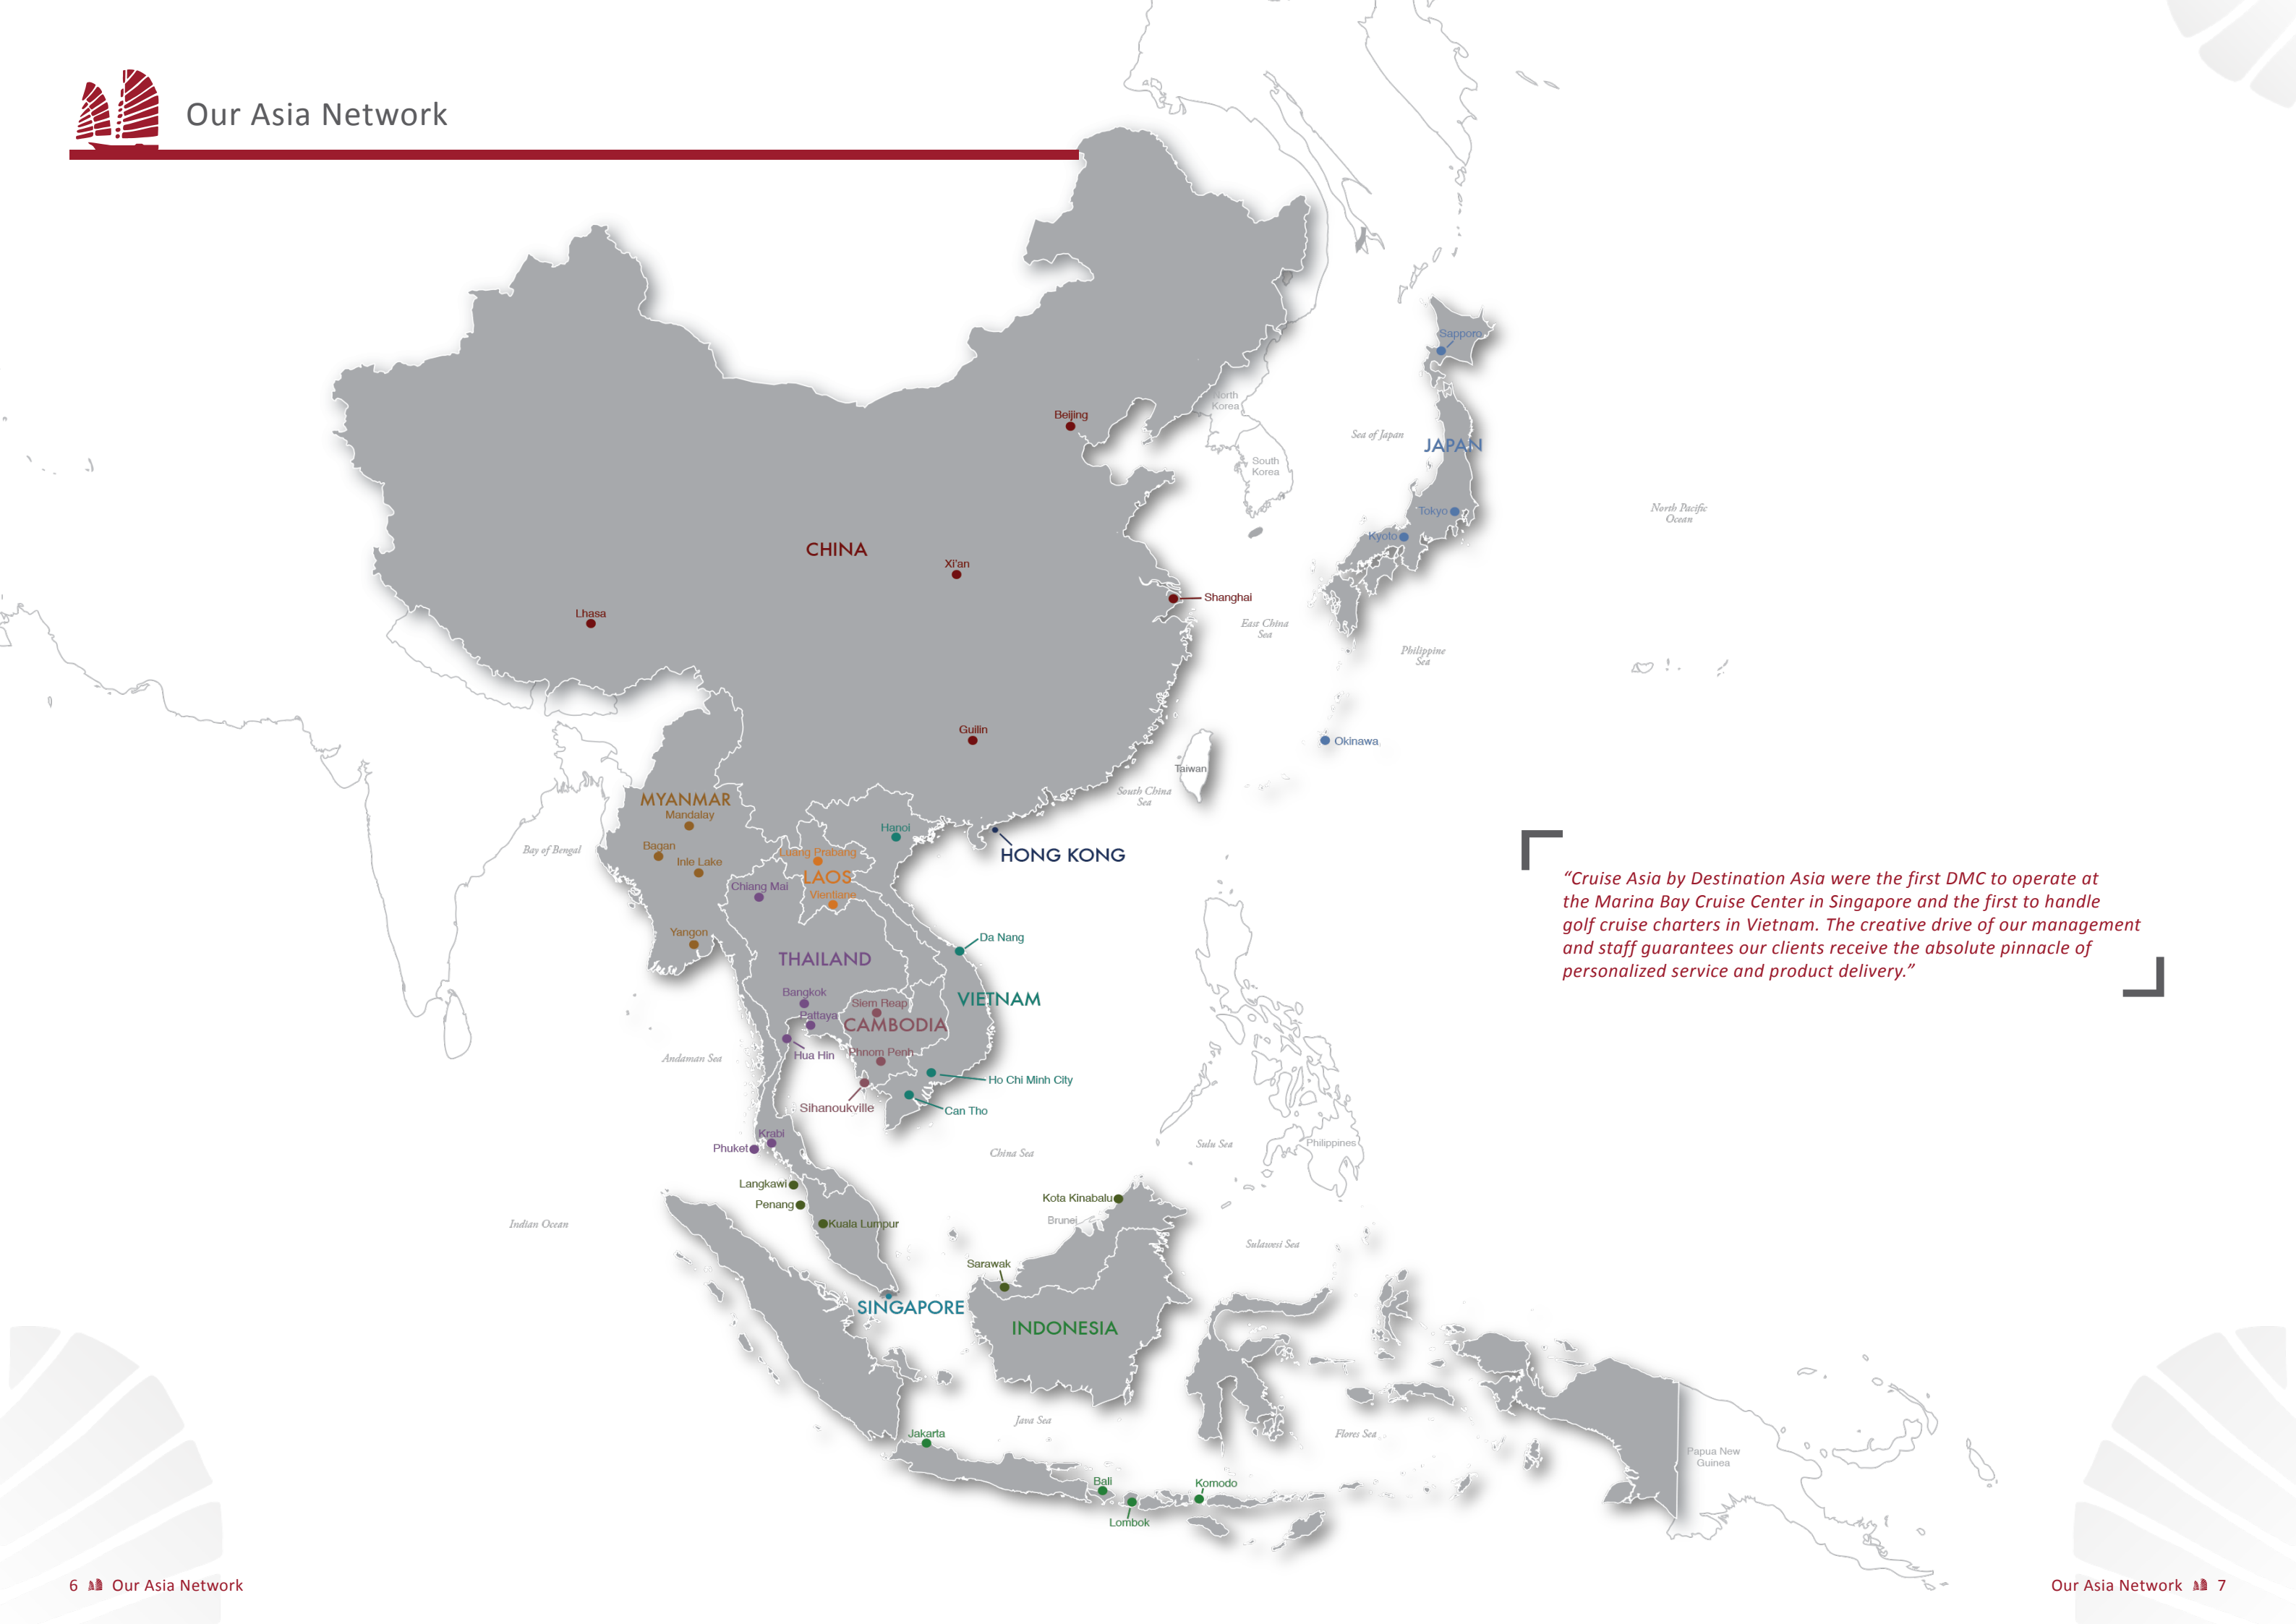 Our Asia Network
Sapporo
North
Korea
Beijing
Sea of Japan
JAPAN
South
Korea
North Pacific
Ocean
Tokyo
Kyoto
CHINA
Xi'an
Shanghai
Lhasa
East China
Sea
Philippine
Sea
Guilin
Okinawa
Taiwan
South China
Sea
MYANMAR
Mandalay
Hanoi
Bagan
Bay of Bengal
Luang Prabang
HONG KONG
Inle Lake
LAOS
Chiang Mai
Vientiane
“Cruise Asia by Destination Asia were the first DMC to operate at
the Marina Bay Cruise Center in Singapore and the first to handle
golf cruise charters in Vietnam. The creative drive of our management
and staff guarantees our clients receive the absolute pinnacle of
personalized service and product delivery.”
Yangon
Da Nang
THAILAND
Bangkok
Siem Reap
VIETNAM
Pattaya
CAMBODIA
Hua Hin
Phnom Penh
Andaman Sea
Ho Chi Minh City
Sihanoukville
Can Tho
Krabi
Phuket
China Sea
Sulu Sea
Philippines
Langkawi
Penang
Kota Kinabalu
Kuala Lumpur
Brunei
Indian Ocean
Sulawesi Sea
Sarawak
SINGAPORE
INDONESIA
Java Sea
Jakarta
Flores Sea
Papua New
Guinea
Bali
Komodo
Lombok
6 Our Asia Network
Our Asia Network 7